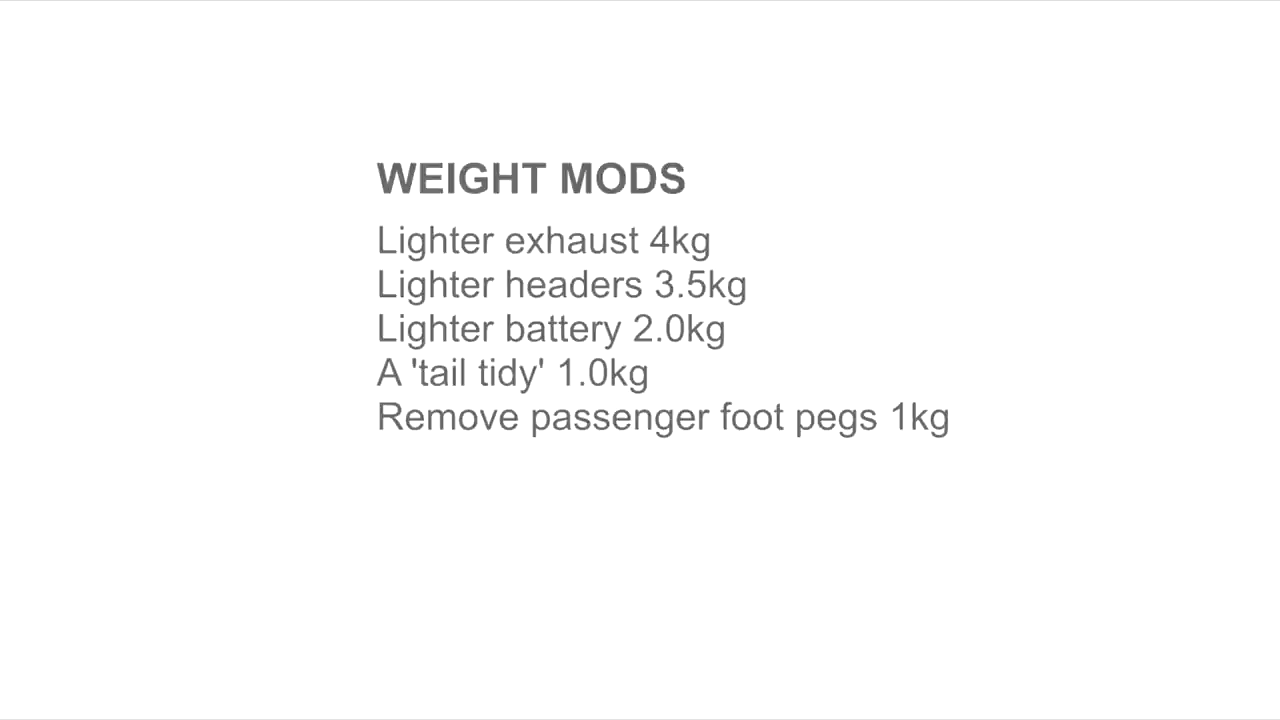 WEIGHT MODS
Lighter exhaust 4kg
Lighter headers 3.5kg
Lighter battery 2.0kg
A 'tail tidy' 1.0kg
Remove passenger foot pegs 1kg